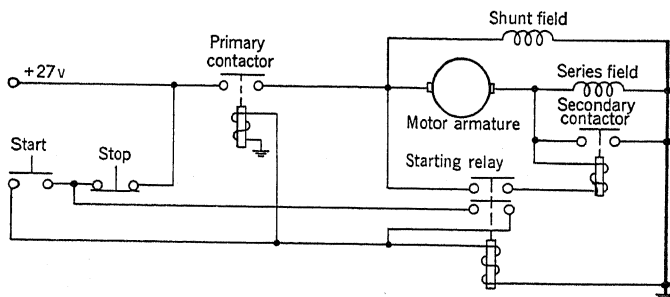 Shunt field
Primary
contactor
+27 v
Series field
Secondary
contactor
Motor armature
Start
Stop
Starting relay